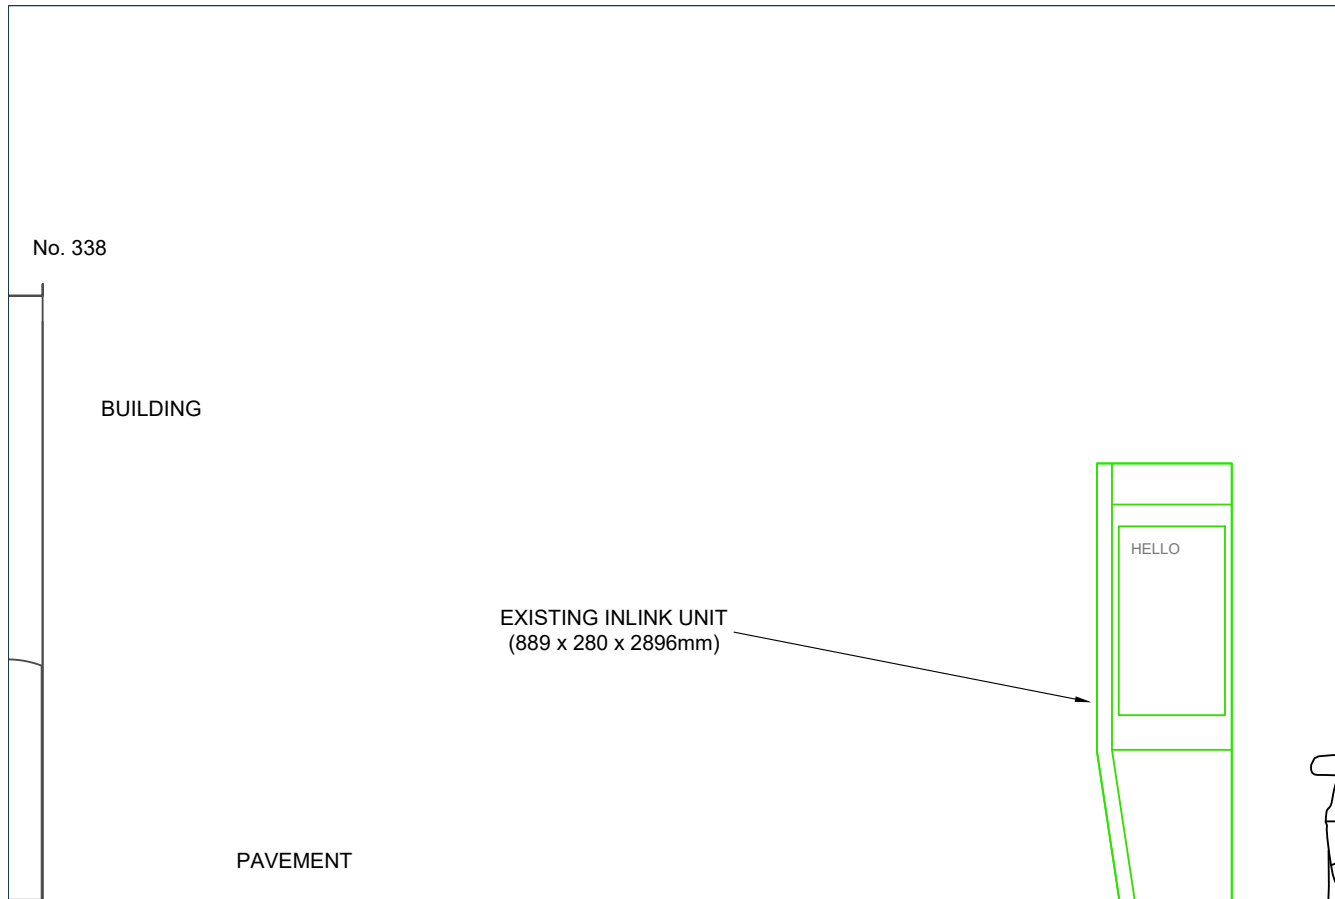 No. 338
BUILDING
HELLO
EXISTING INLINK UNIT
(889 x 280 x 2896mm)
PAVEMENT